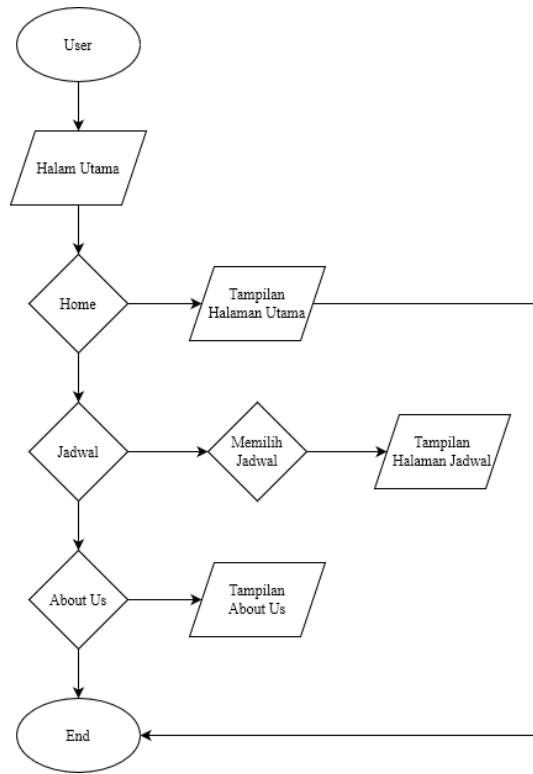 User
Halam Utama
Home
Tampilan
Halaman Utama
Jadwal
Memilih
Jadwal
Tampilan
Halaman Jadwal
About Us
Tampilan
About Us
End